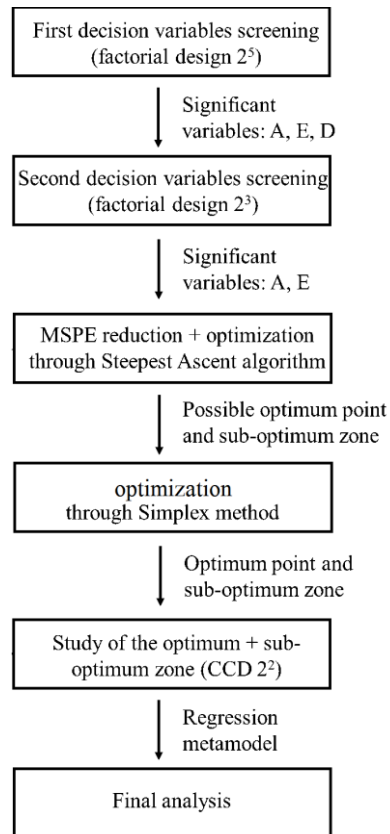 First decision variables screening
(factorial design 2⁵)
Significant
variables: A, E, D
Second decision variables screening
(factorial design 2³)
Significant
variables: A, E
MSPE reduction + optimization
through Steepest Ascent algorithm
Possible optimum point
and sub-optimum zone
optimization
through Simplex method
Optimum point and
sub-optimum zone
Study of the optimum + sub-
optimum zone (CCD 2²)
Regression
metamodel
Final analysis